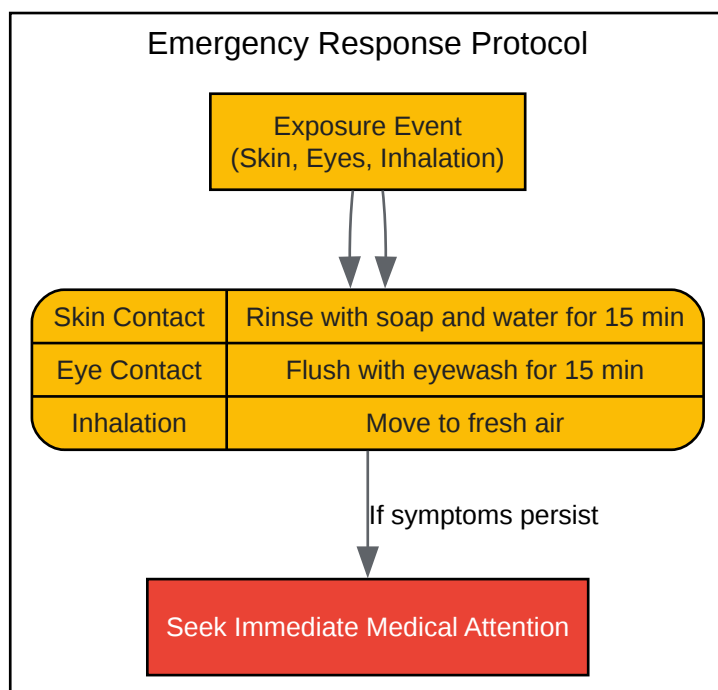 Emergency Response Protocol
Exposure Event
(Skin, Eyes, Inhalation)
Skin Contact Rinse with soap and water for 15 min
Eye Contact Flush with eyewash for 15 min
Inhalation Move to fresh air
If symptoms persist
Seek Immediate Medical Attention